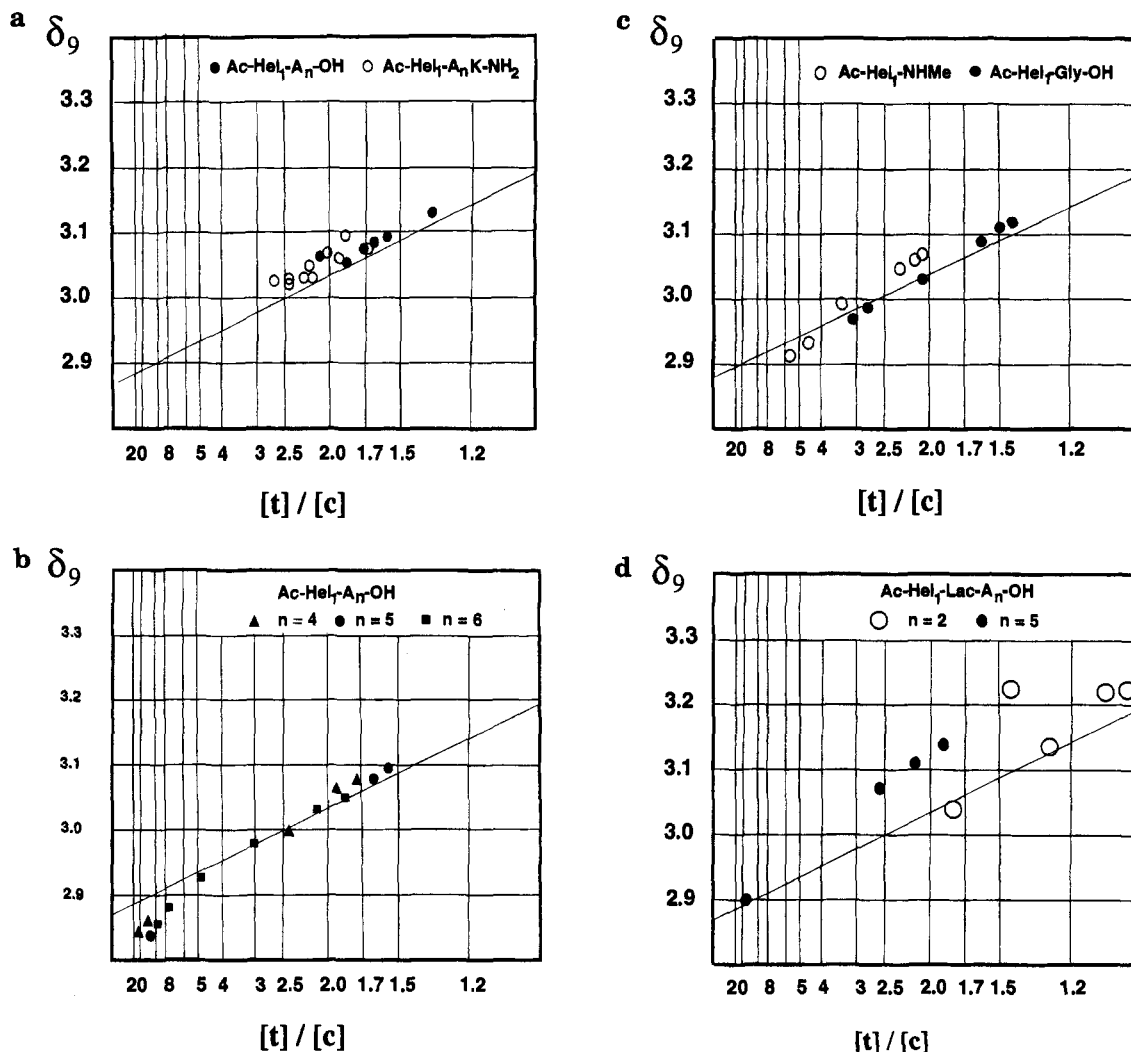 a δ9
● Ac-Hel1-An-OH ○ Ac-Hel1-AnK-NH2
3.3
3.2
3.1
3.0
2.9
20 8 5 4 3 2.5 2.0 1.7 1.5 1.2
[t] / [c]
c δ9
○ Ac-Hel1-NHMe ● Ac-Hel1-Gly-OH
3.3
3.2
3.1
3.0
2.9
20 8 5 4 3 2.5 2.0 1.7 1.5 1.2
[t] / [c]
b δ9
Ac-Hel1-An-OH
▲ n = 4 ● n = 5 ■ n = 6
3.3
3.2
3.1
3.0
2.9
20 8 5 4 3 2.5 2.0 1.7 1.5 1.2
[t] / [c]
d δ9
Ac-Hel1-Lac-An-OH
○ n = 2 ● n = 5
3.3
3.2
3.1
3.0
2.9
20 8 5 4 3 2.5 2.0 1.7 1.5 1.2
[t] / [c]